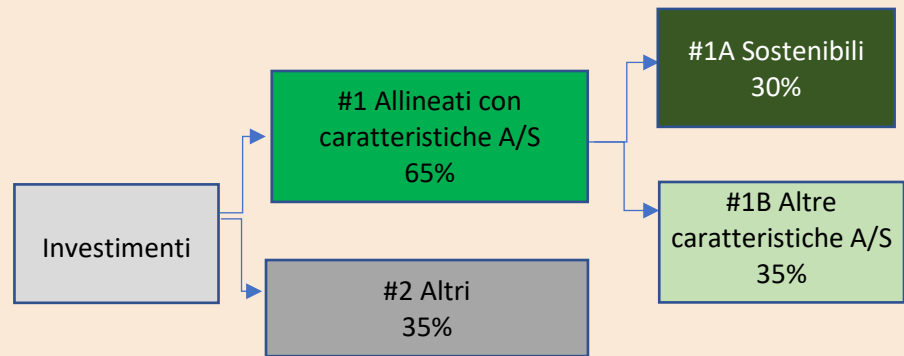 Investimenti
#1 Allineati con
caratteristiche A/S
65%
#2 Altri
35%
#1A Sostenibili
30%
#1B Altre
caratteristiche A/S
35%